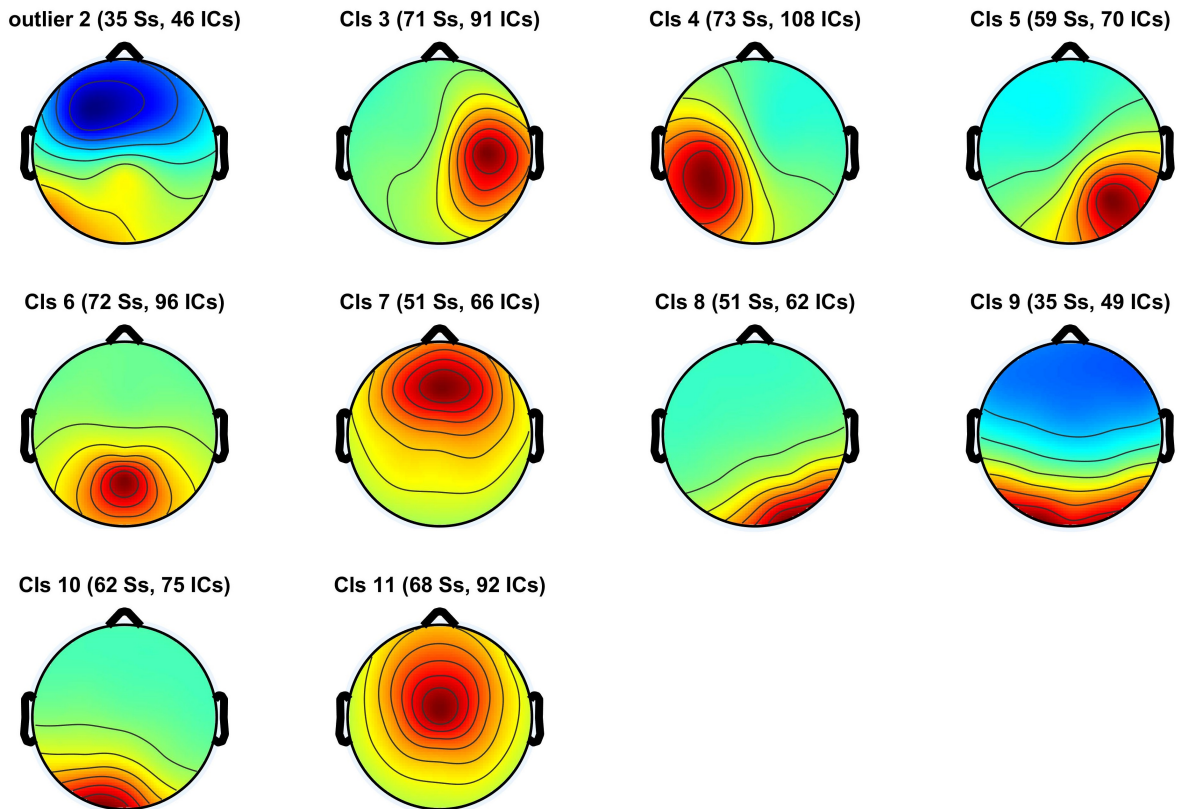 outlier 2 (35 Ss, 46 ICs)
Cls 3 (71 Ss, 91 ICs)
Cls 4 (73 Ss, 108 ICs)
Cls 5 (59 Ss, 70 ICs)
Cls 6 (72 Ss, 96 ICs)
Cls 7 (51 Ss, 66 ICs)
Cls 8 (51 Ss, 62 ICs)
Cls 9 (35 Ss, 49 ICs)
Cls 10 (62 Ss, 75 ICs)
Cls 11 (68 Ss, 92 ICs)